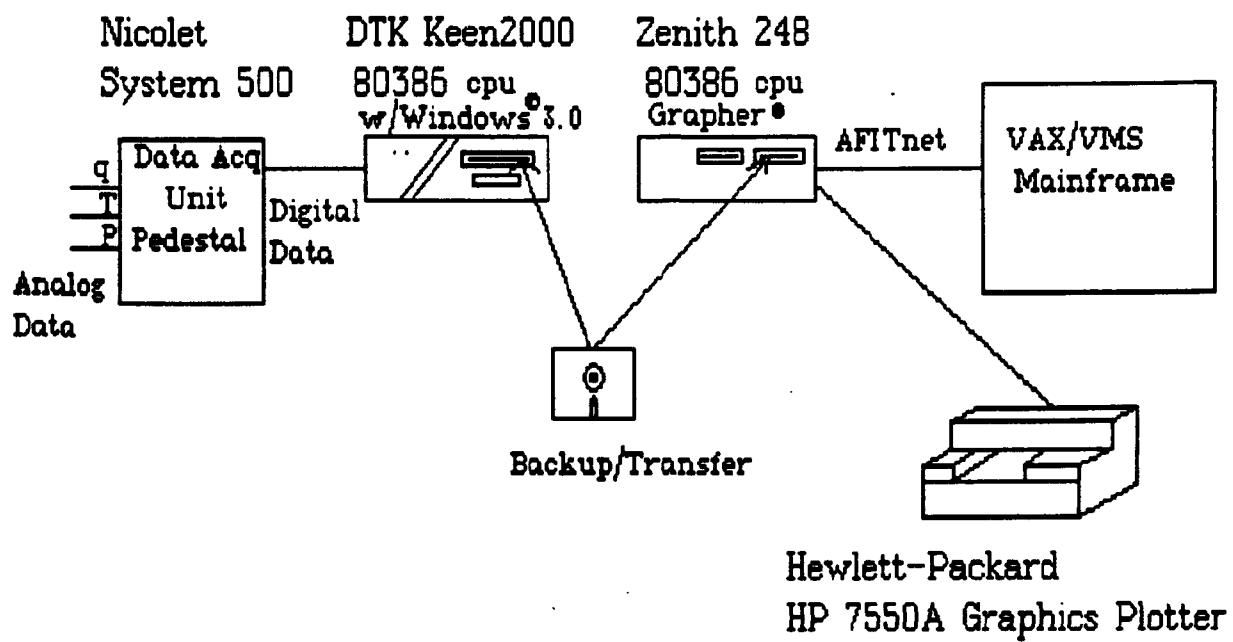 Nicolet
System 500
DTK Keen2000
80386 cpu
w/Windows© 3.0
Zenith 248
80386 cpu
Grapher®
q
T
P
Data Acq
Unit
Pedestal
Analog
Data
Digital
Data
AFITnet
VAX/VMS
Mainframe
Backup/Transfer
Hewlett-Packard
HP 7550A Graphics Plotter